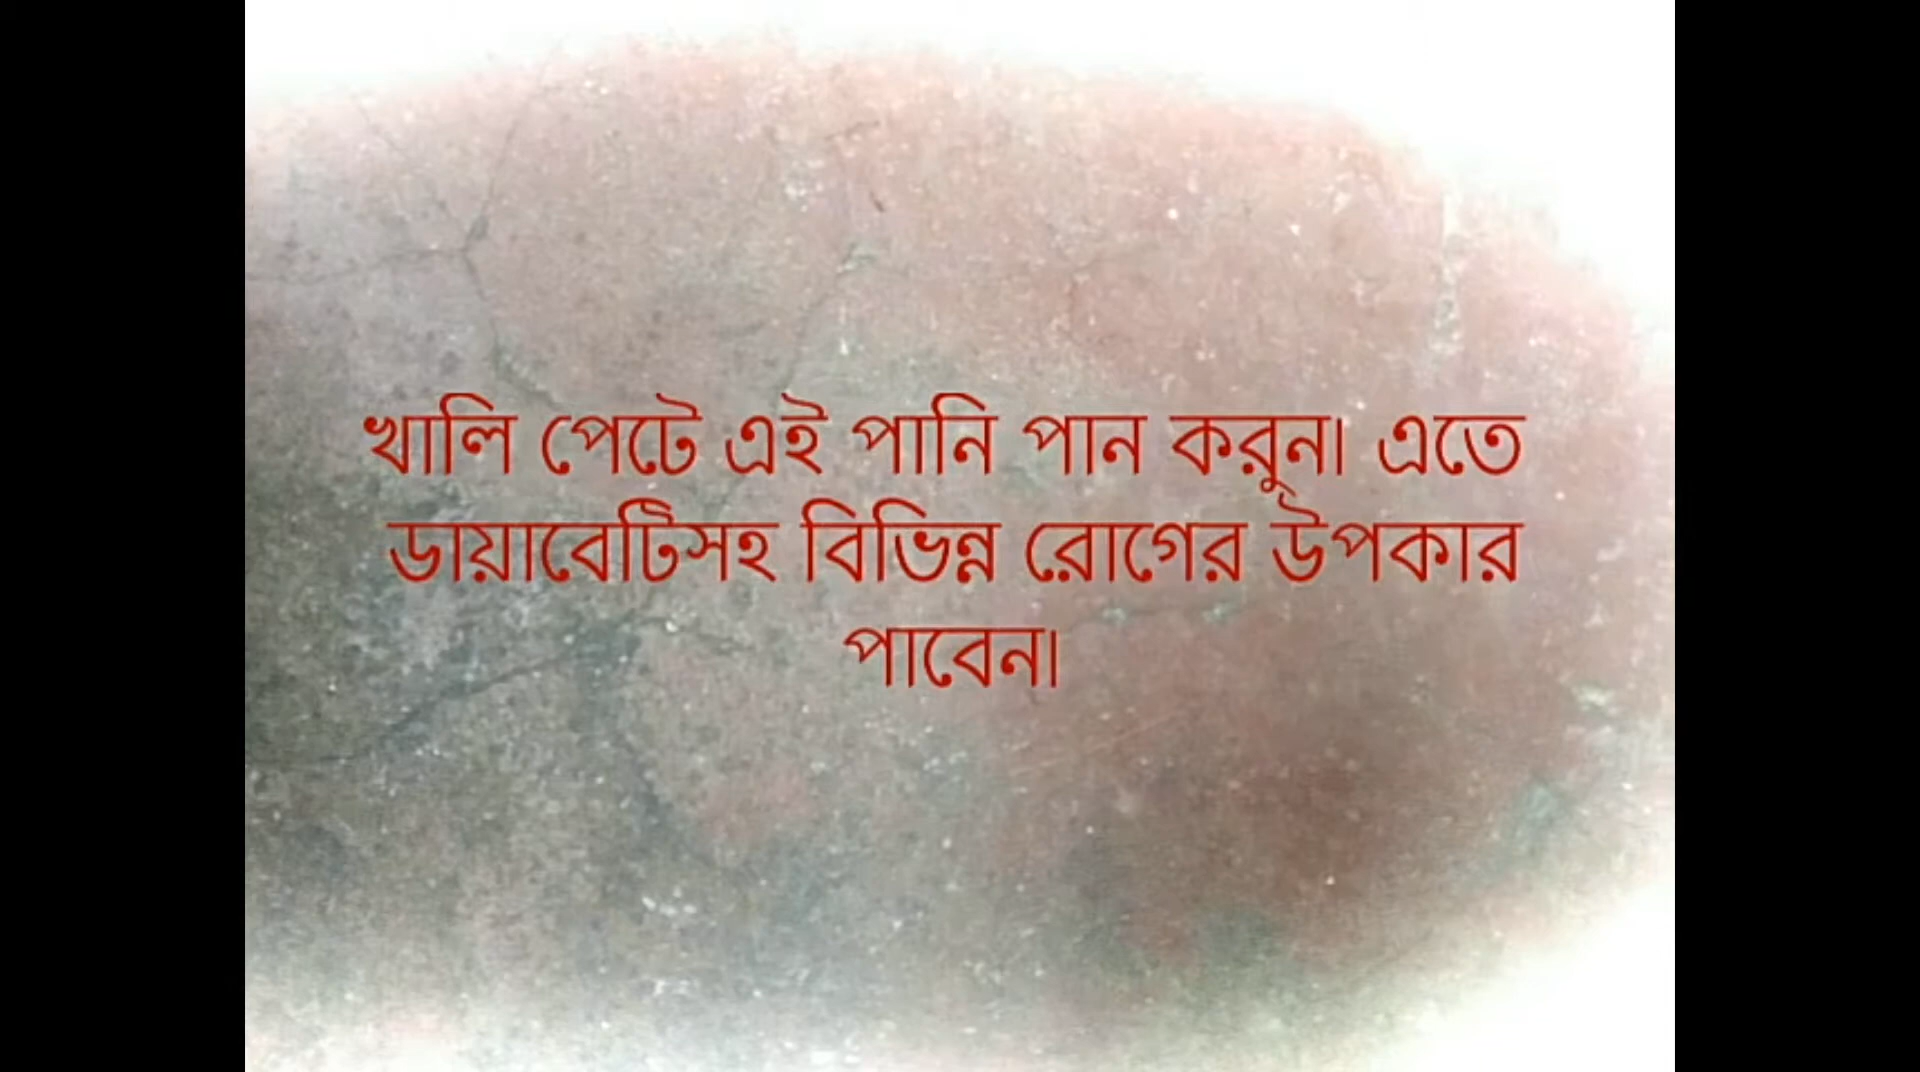 খালি পেটে এই পানি পান করুন। এতে
ডায়াবেটিসহ বিভিন্ন রোগের উপকার
পাবেন।